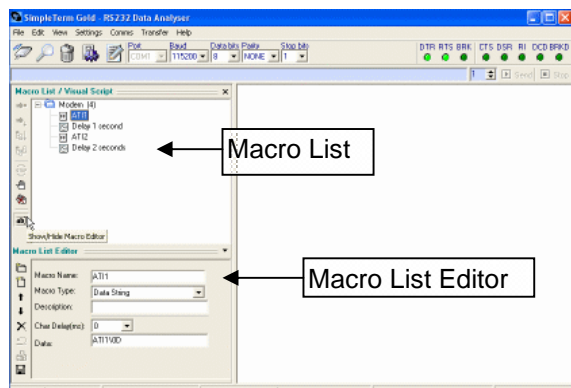 SimpleTerm Gold - RS232 Data Analyser
File Edit View Settings Comms Transfer Help
Port Baud Data bits Parity Stop bits
COM1 115200 8 NONE 1
DTR RTS BRK CTS DSR RI DCD BRKD
1 Send Stop
Macro List / Visual Script
Modem (4)
ATI1
Delay 1 second
ATI2
Delay 2 seconds
Macro List
Show/Hide Macro Editor
Macro List Editor
Macro Name: ATI1
Macro List Editor
Macro Type: Data String
Description:
Char Delay(ms): 0
Data: ATI1\0D